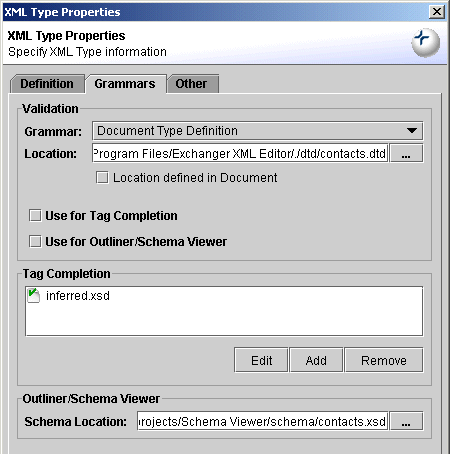 XML Type Properties
XML Type Properties
Specify XML Type information
Definition Grammars Other
Validation
Grammar: Document Type Definition
Location: Program Files/Exchanger XML Editor/./dtd/contacts.dtd ...
Location defined in Document
Use for Tag Completion
Use for Outliner/Schema Viewer
Tag Completion
inferred.xsd
Edit Add Remove
Outliner/Schema Viewer
Schema Location: rojects/Schema Viewer/schema/contacts.xsd ...